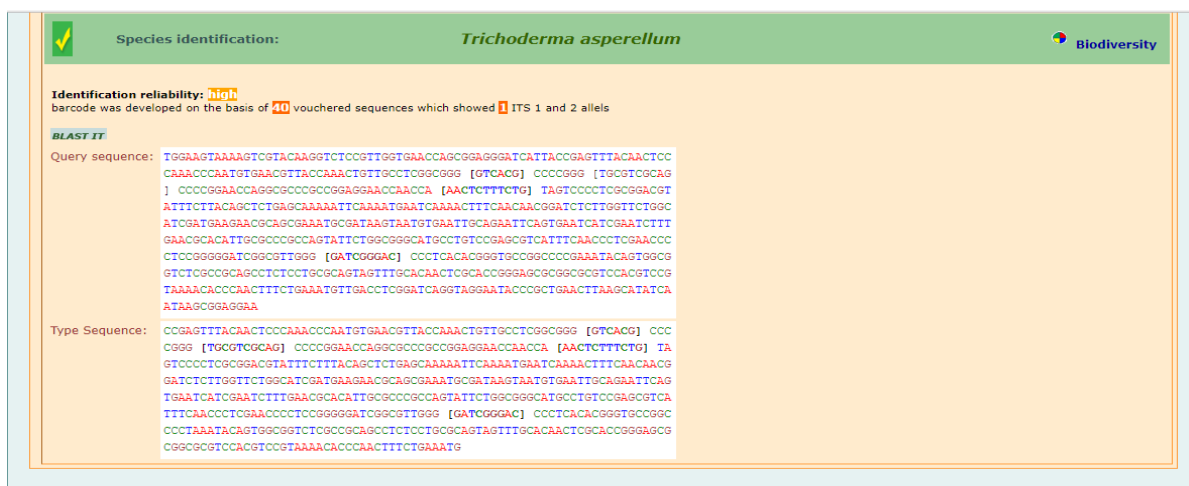 Species identification: Trichoderma asperellum Biodiversity
Identification reliability: high
barcode was developed on the basis of 40 vouchered sequences which showed 1 ITS 1 and 2 allels
BLAST IT
Query sequence: TGGAAGTAAAAGTCGTACAAGGTCTCCGTTGGTGAACCAGCGGAGGGATCATTACCGAGTTTACAACTCC
CAAACCCAATGTGAACGTTACCAAACTGTTGCCTCGGCGGG [GTCACG] CCCCGGG [TGCGTCGCAG
] CCCCGGAACCAGGCGCCCGCCGGAGGAACCAACCA [AACTCTTTCTG] TAGTCCCCTCGCGGACGT
ATTTCTTACAGCTCTGAGCAAAAATTCAAAATGAATCAAAACTTTCAACAACGGATCTCTTGGTTCTGGC
ATCGATGAAGAACGCAGCGAAATGCGATAAGTAATGTGAATTGCAGAATTCAGTGAATCATCGAATCTTT
GAACGCACATTGCGCCCGCCAGTATTCTGGCGGGCATGCCTGTCCGAGCGTCATTTCAACCCTCGAACCC
CTCCGGGGGATCGGCGTTGGG [GATCGGGAC] CCCTCACACGGGTGCCGGCCCCGAAATACAGTGGCG
GTCTCGCCGCAGCCTCTCCTGCGCAGTAGTTTGCACAACTCGCACCGGGAGCGCGGCGCGTCCACGTCCG
TAAAACACCCAACTTTCTGAAATGTTGACCTCGGATCAGGTAGGAATACCCGCTGAACTTAAGCATATCA
ATAAGCGGAGGAA
Type Sequence: CCGAGTTTACAACTCCCAAACCCAATGTGAACGTTACCAAACTGTTGCCTCGGCGGG [GTCACG] CCC
CGGG [TGCGTCGCAG] CCCCGGAACCAGGCGCCCGCCGGAGGAACCAACCA [AACTCTTTCTG] TA
GTCCCCTCGCGGACGTATTTCTTTACAGCTCTGAGCAAAAATTCAAAATGAATCAAAACTTTCAACAACG
GATCTCTTGGTTCTGGCATCGATGAAGAACGCAGCGAAATGCGATAAGTAATGTGAATTGCAGAATTCAG
TGAATCATCGAATCTTTGAACGCACATTGCGCCCGCCAGTATTCTGGCGGGCATGCCTGTCCGAGCGTCA
TTTCAACCCTCGAACCCCTCCGGGGGATCGGCGTTGGG [GATCGGGAC] CCCTCACACGGGTGCCGGC
CCCTAAATACAGTGGCGGTCTCGCCGCAGCCTCTCCTGCGCAGTAGTTTGCACAACTCGCACCGGGAGCG
CGGCGCGTCCACGTCCGTAAAACACCCAACTTTCTGAAATG